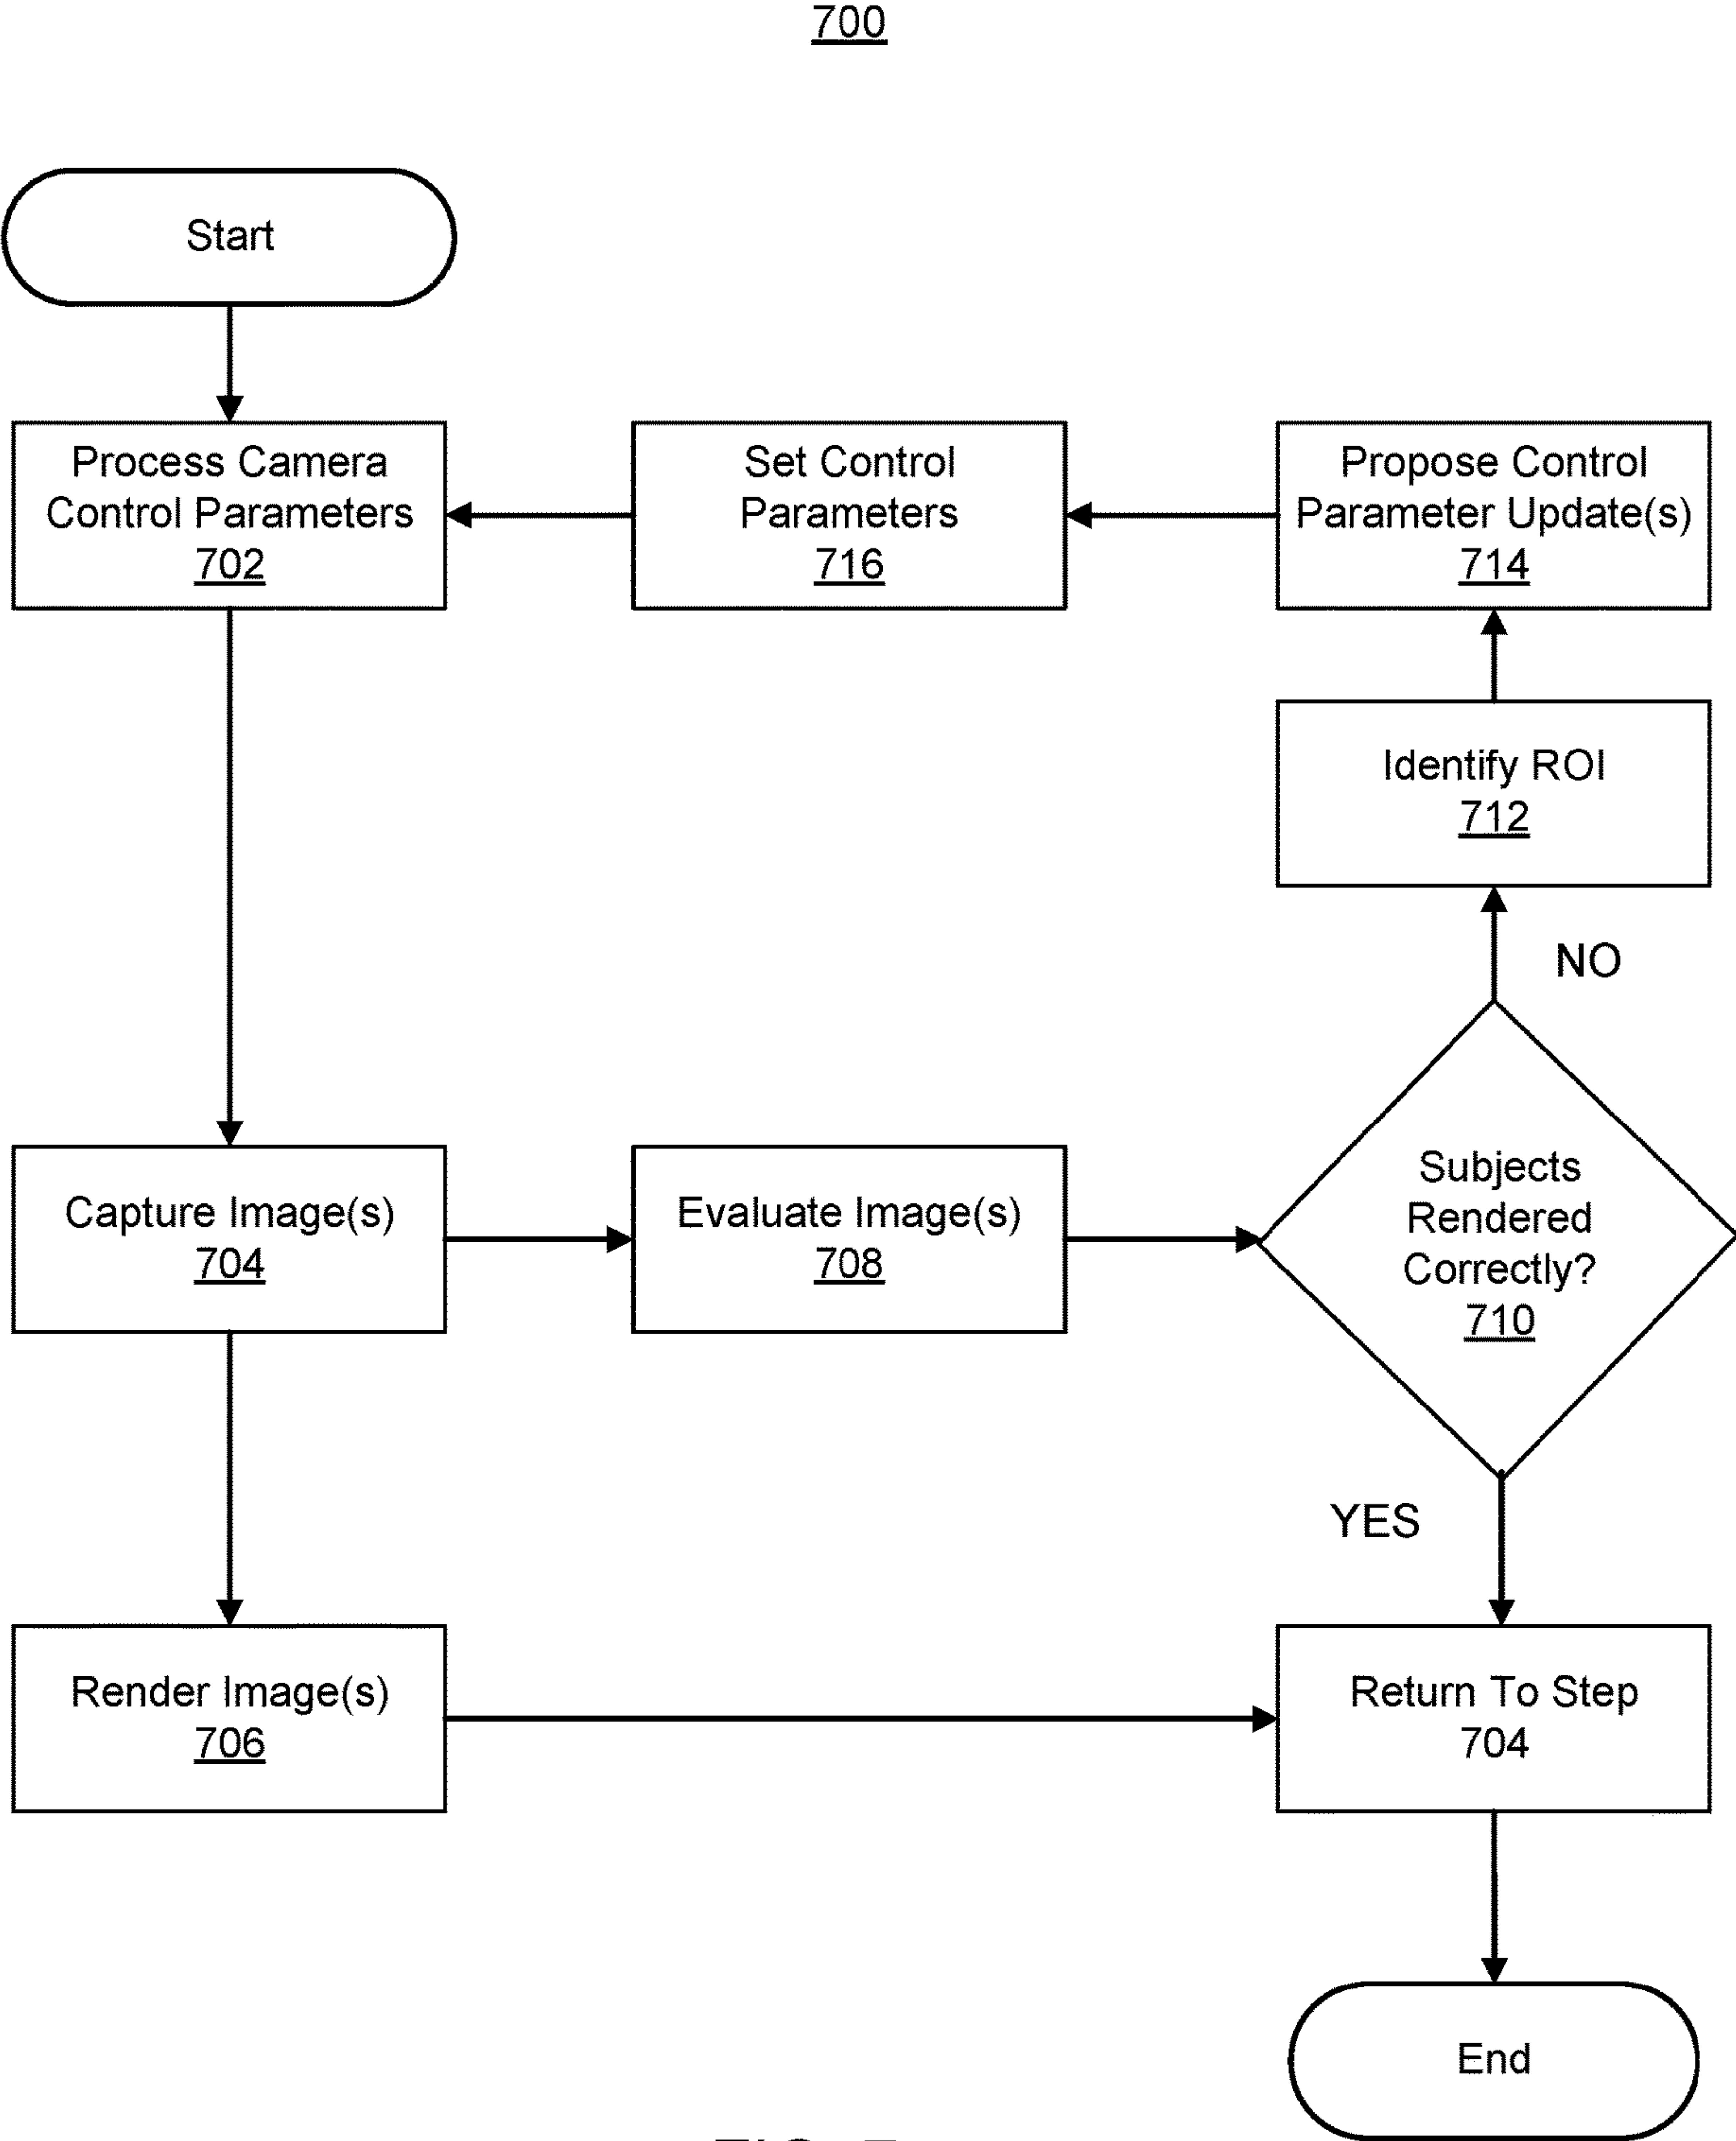 700
Start
Process Camera
Control Parameters
702
Set Control
Parameters
716
Propose Control
Parameter Update(s)
714
Identify ROI
712
NO
Capture Image(s)
704
Evaluate Image(s)
708
Subjects
Rendered
Correctly?
710
YES
Render Image(s)
706
Return To Step
704
End